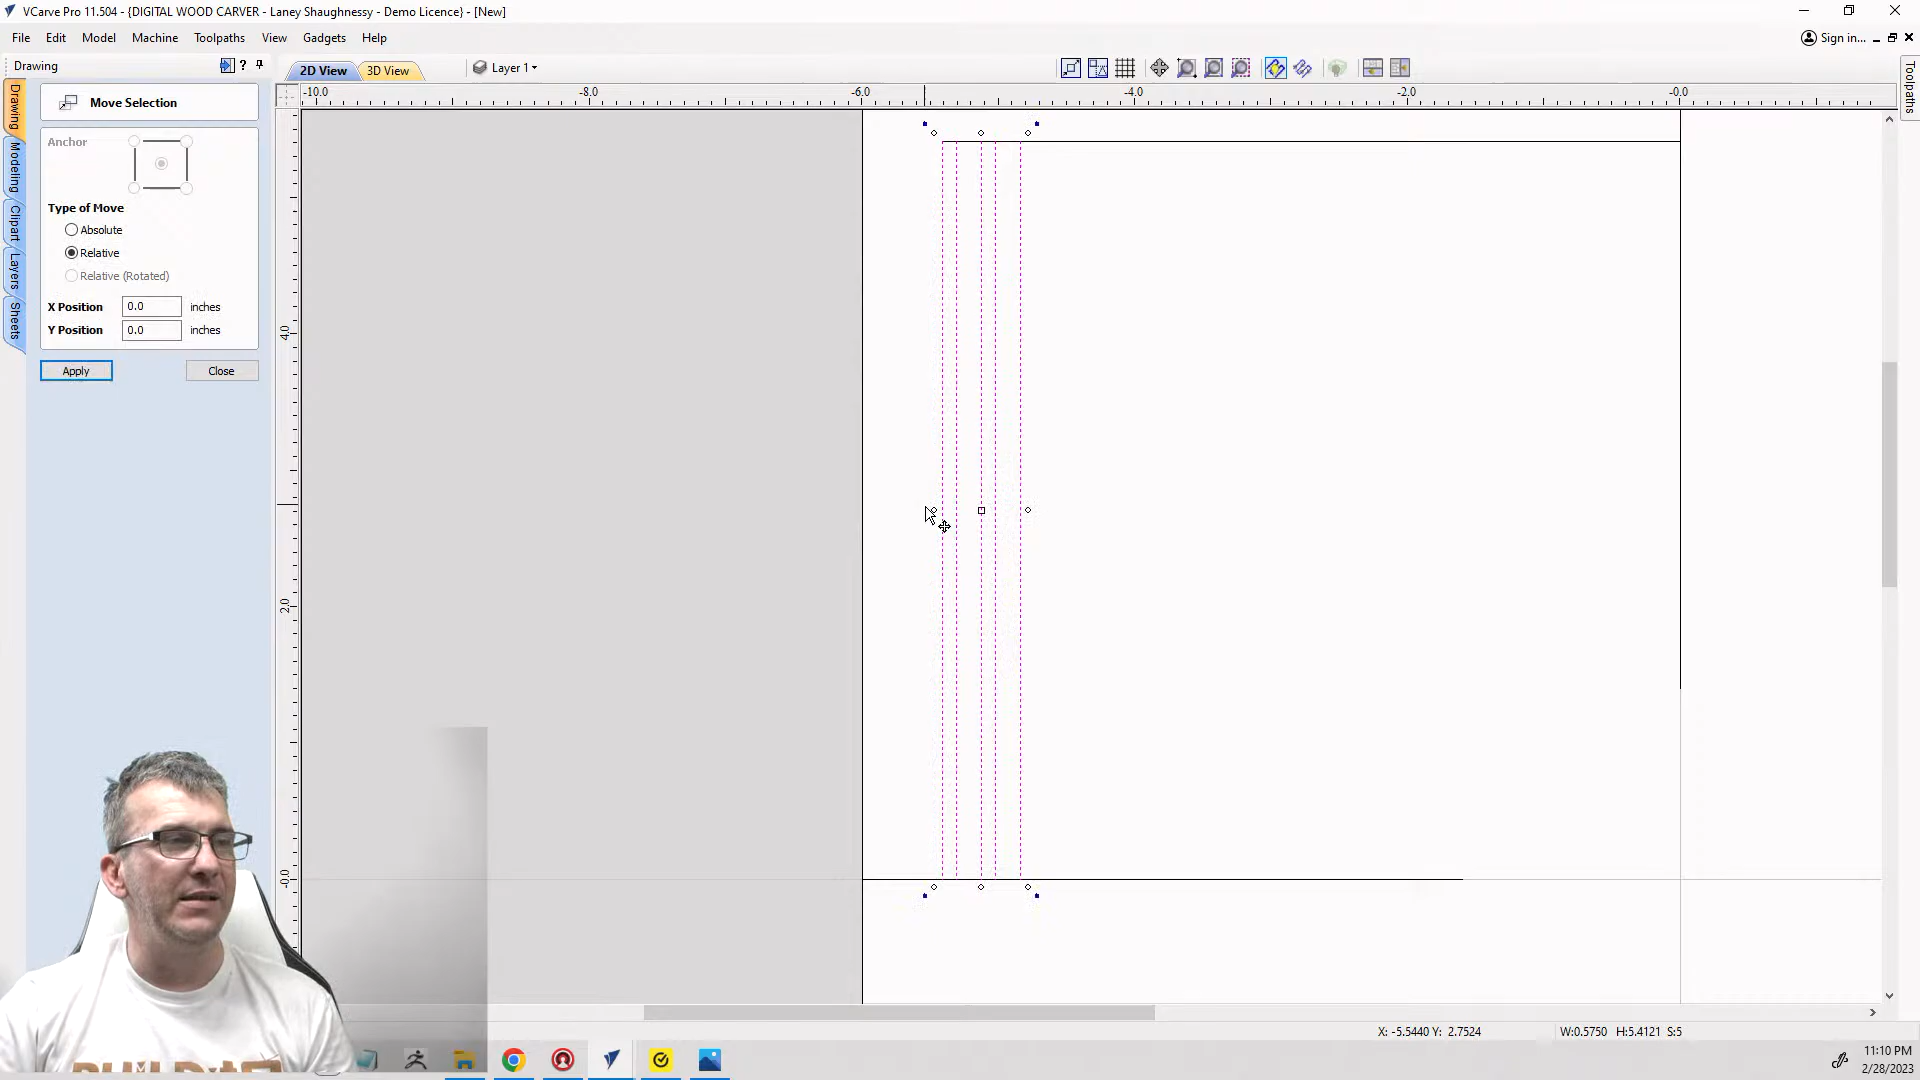 VCarve Pro 11.504 - {DIGITAL WOOD CARVER - Laney Shaughnessy - Demo Licence} - [New]
File Edit Model Machine Toolpaths View Gadgets Help
Sign in...
Drawing
2D View
3D View
Layer 1
Toolpaths
Drawing
Modeling
Clipart
Layers
Sheets
-10.0 -8.0 -6.0 -4.0 -2.0 -0.0
4.0
2.0
-0.0
Move Selection
Anchor
Type of Move
Absolute
Relative
Relative (Rotated)
X Position 0.0 inches
Y Position 0.0 inches
Apply Close
X: -5.5440 Y: 2.7524
W:0.5750 H:5.4121 S:5
11:10 PM
2/28/2023